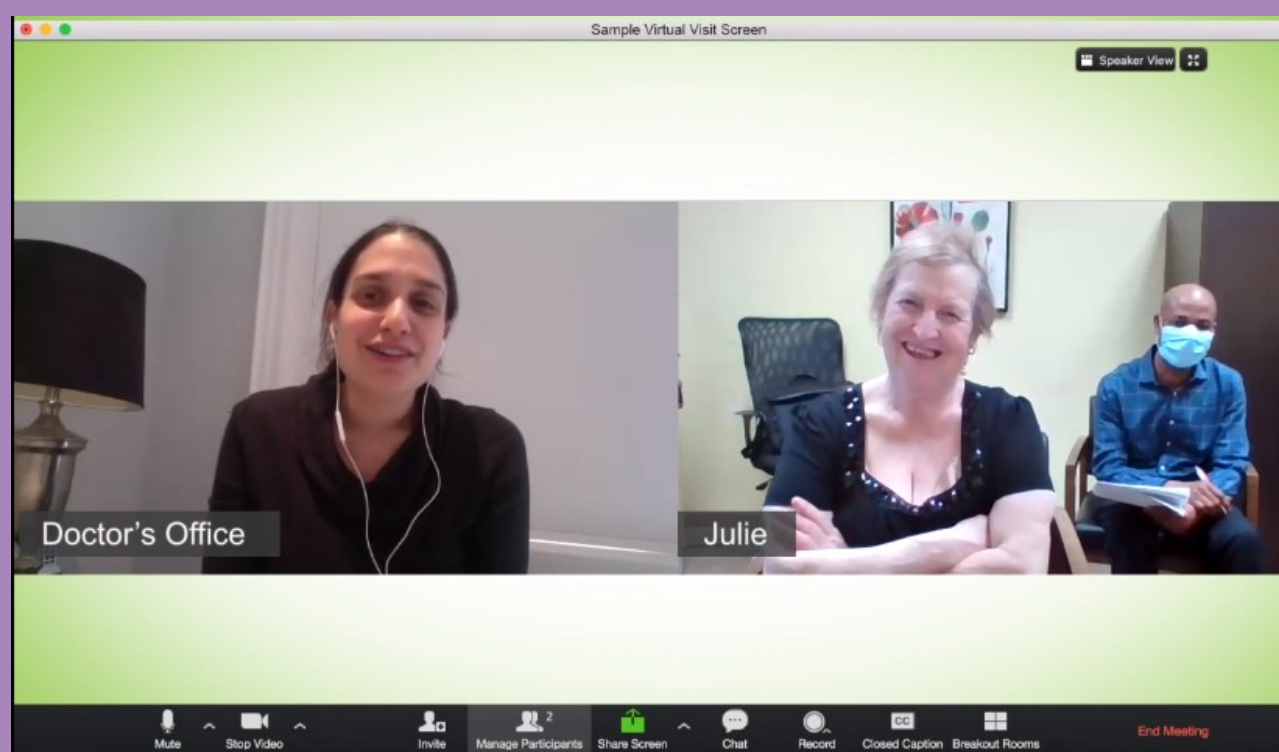 Sample Virtual Visit Screen
Speaker View
Doctor's Office
Julie
2
Mute
Stop Video
Invite
Manage Participants
Share Screen
Chat
Record
CC
Closed Caption
Breakout Rooms
End Meeting